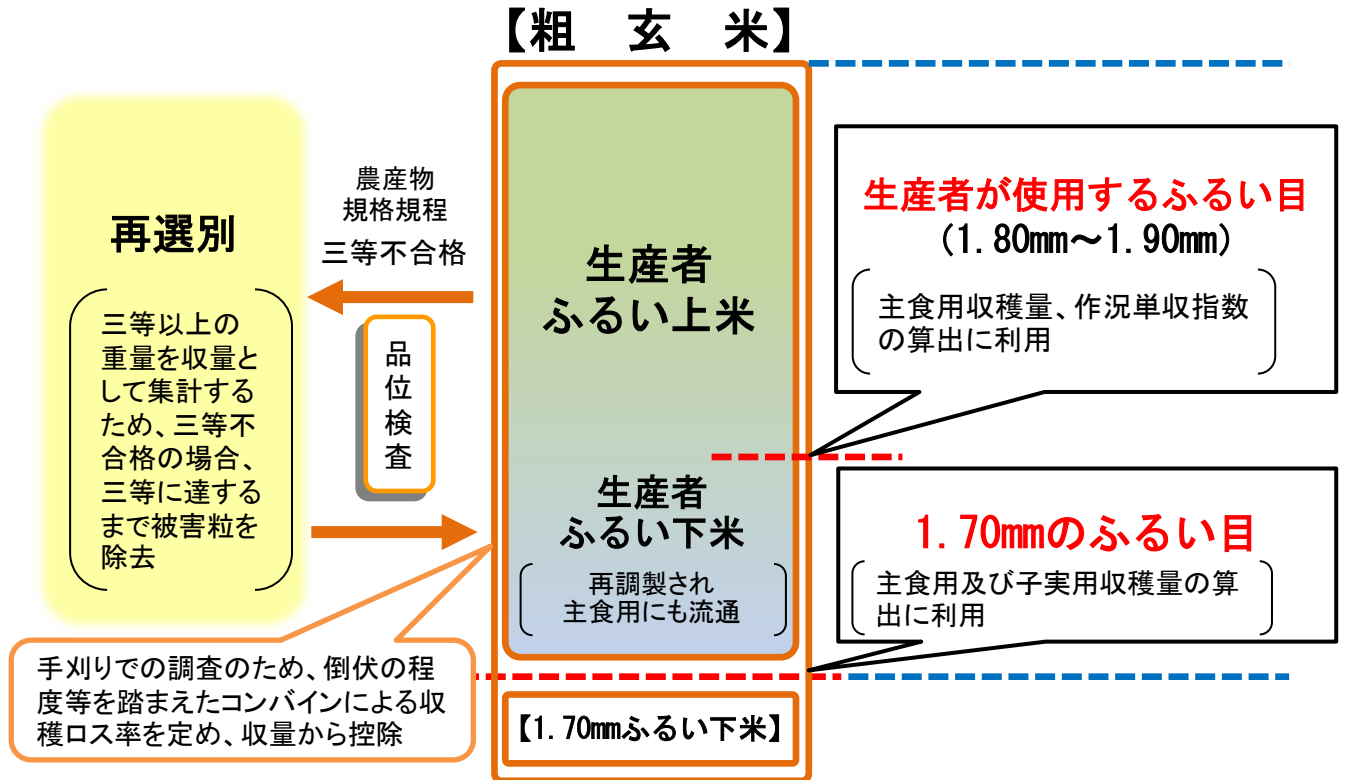 【粗　玄　米】
再選別
三等以上の
重量を収量と
して集計する
ため、三等不
合格の場合、
三等に達する
まで被害粒を
除去
農産物
規格規程
三等不合格
品
位
検
査
生産者
ふるい上米
生産者
ふるい下米
再調製され
主食用にも流通
【1.70mmふるい下米】
生産者が使用するふるい目
(1.80mm～1.90mm)
主食用収穫量、作況単収指数
の算出に利用
1.70mmのふるい目
主食用及び子実用収穫量の算
出に利用
手刈りでの調査のため、倒伏の程
度等を踏まえたコンバインによる収
穫ロス率を定め、収量から控除